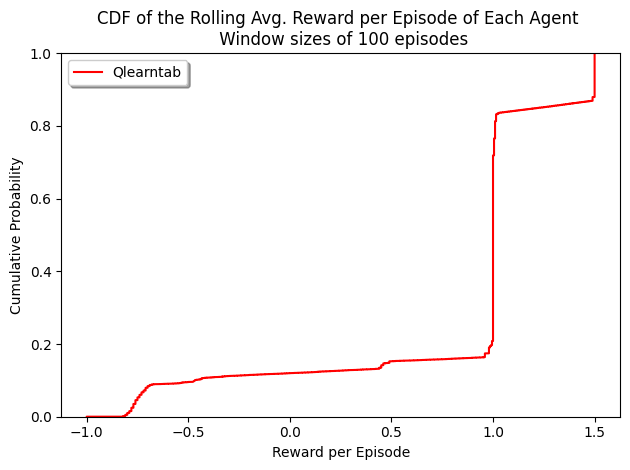 CDF of the Rolling Avg. Reward per Episode of Each Agent
Window sizes of 100 episodes
Qlearntab
Cumulative Probability
1.0
0.8
0.6
0.4
0.2
0.0
−1.0
−0.5
0.0
0.5
1.0
1.5
Reward per Episode